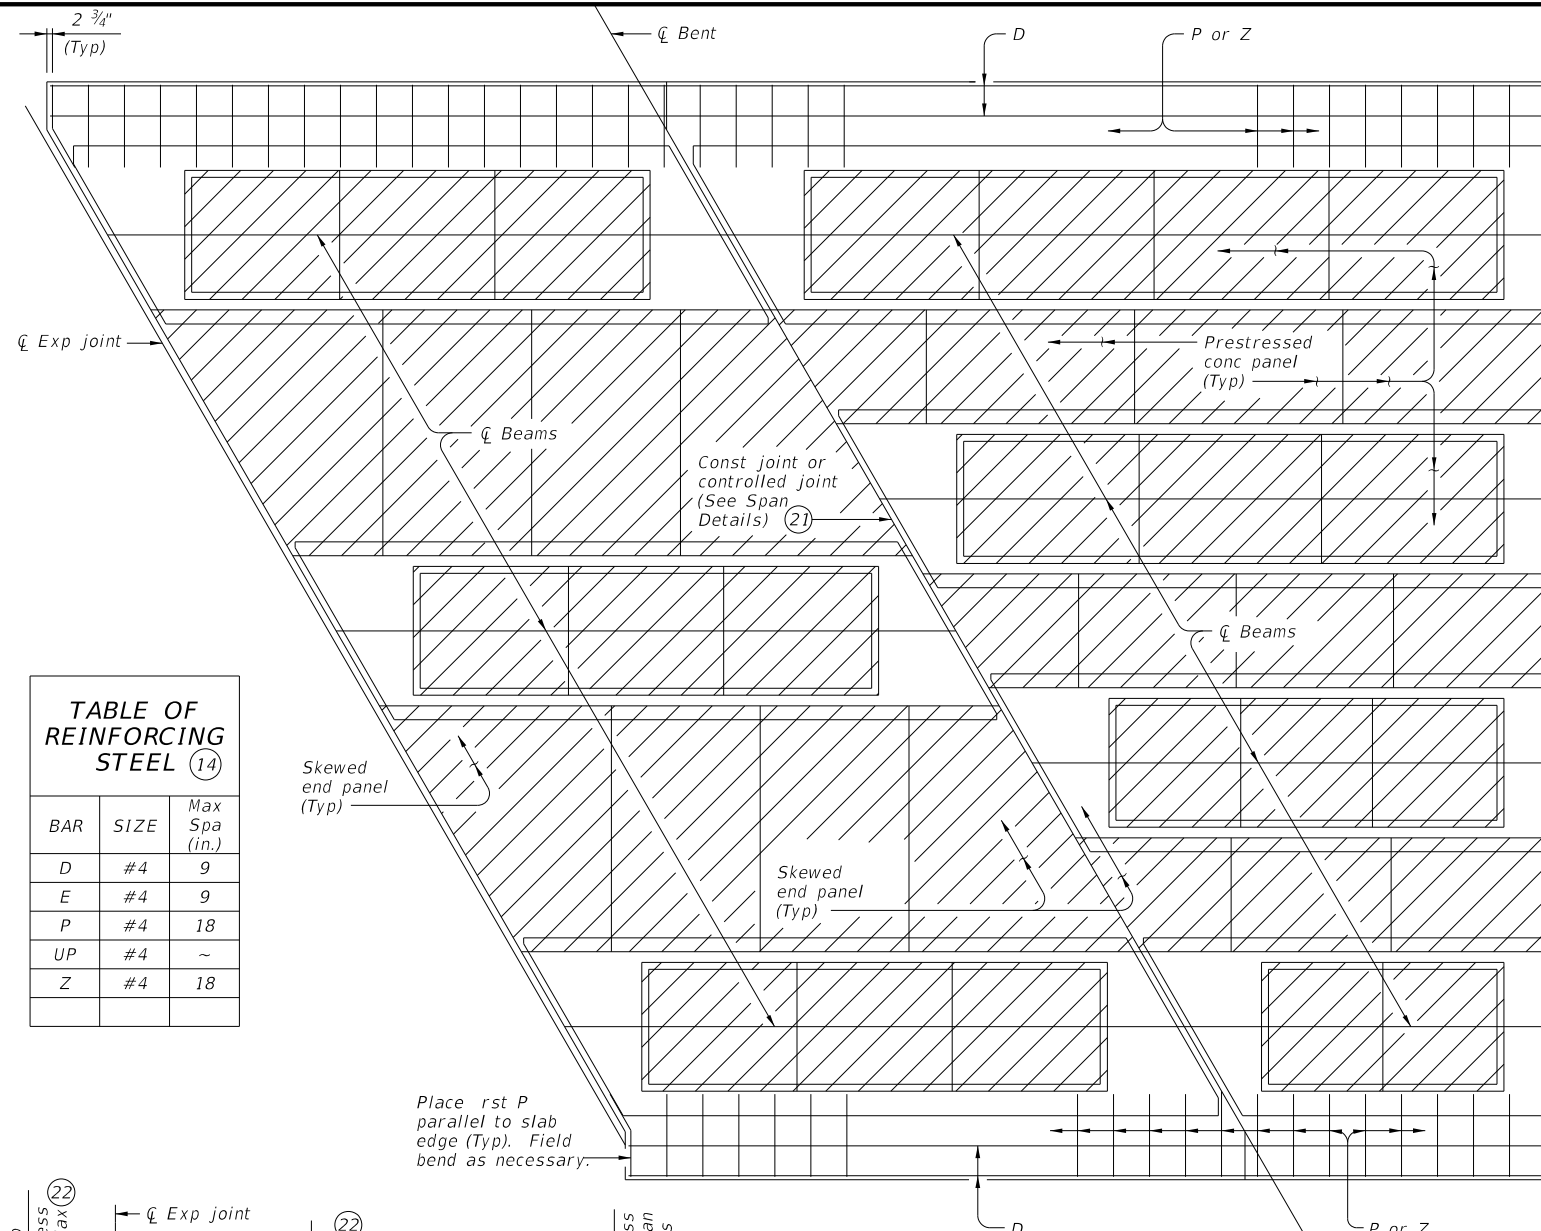 2 ¾"
(Typ)
℄ Bent
D
P or Z
℄ Exp joint
Prestressed
conc panel
(Typ)
℄ Beams
Const joint or
controlled joint
(See Span
Details) 21
℄ Beams
TABLE OF
REINFORCING
STEEL 14
BAR SIZE Max Spa (in.)
D #4 9
E #4 9
P #4 18
UP #4 ~
Z #4 18
Skewed
end panel
(Typ)
Skewed
end panel
(Typ)
Place rst P
parallel to slab
edge (Typ). Field
bend as necessary.
22
℄ Exp joint
22
D
P or Z